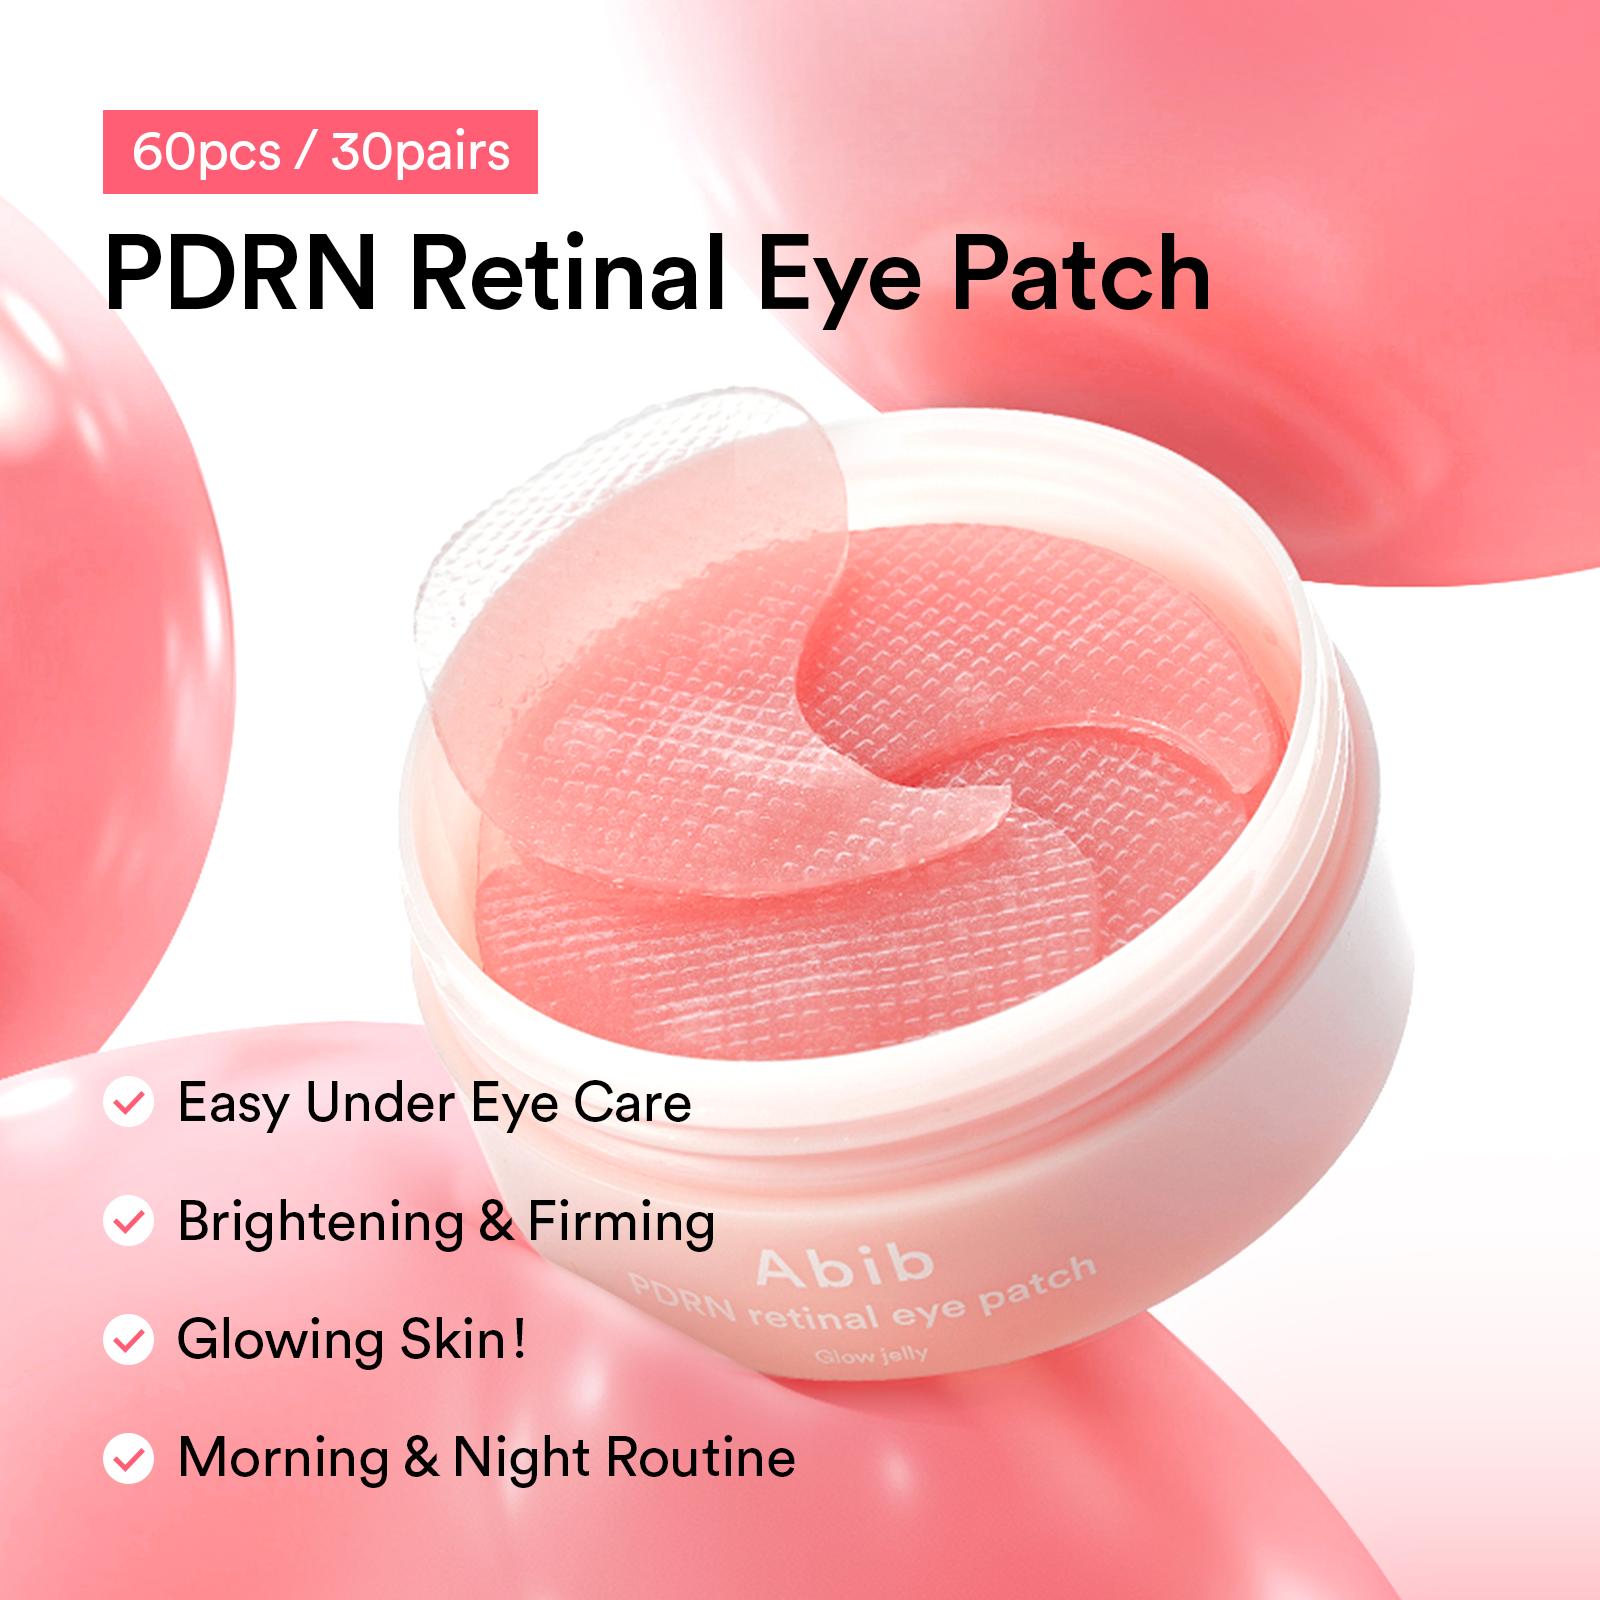 60pcs / 30pairs
PDRN Retinal Eye Patch
Easy Under Eye Care
Brightening & Firming
Glowing Skin!
Morning & Night Routine
Abib
PDRN retinal eye patch
Glow jelly